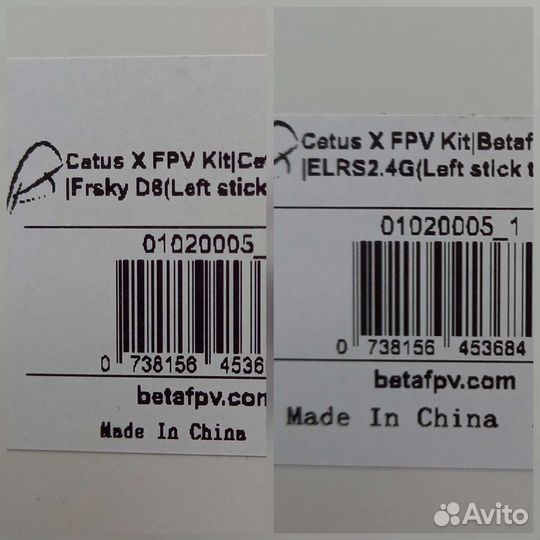 Cetus X FPV Kit|Ce
|Frsky D8(Left stick
01020005_
0 738156 45368
betafpv.com
Made In China
Cetus X FPV Kit|Betaf
|ELRS2.4G(Left stick t
01020005_1
0 738156 453684
betafpv.com
Made In China
Avito